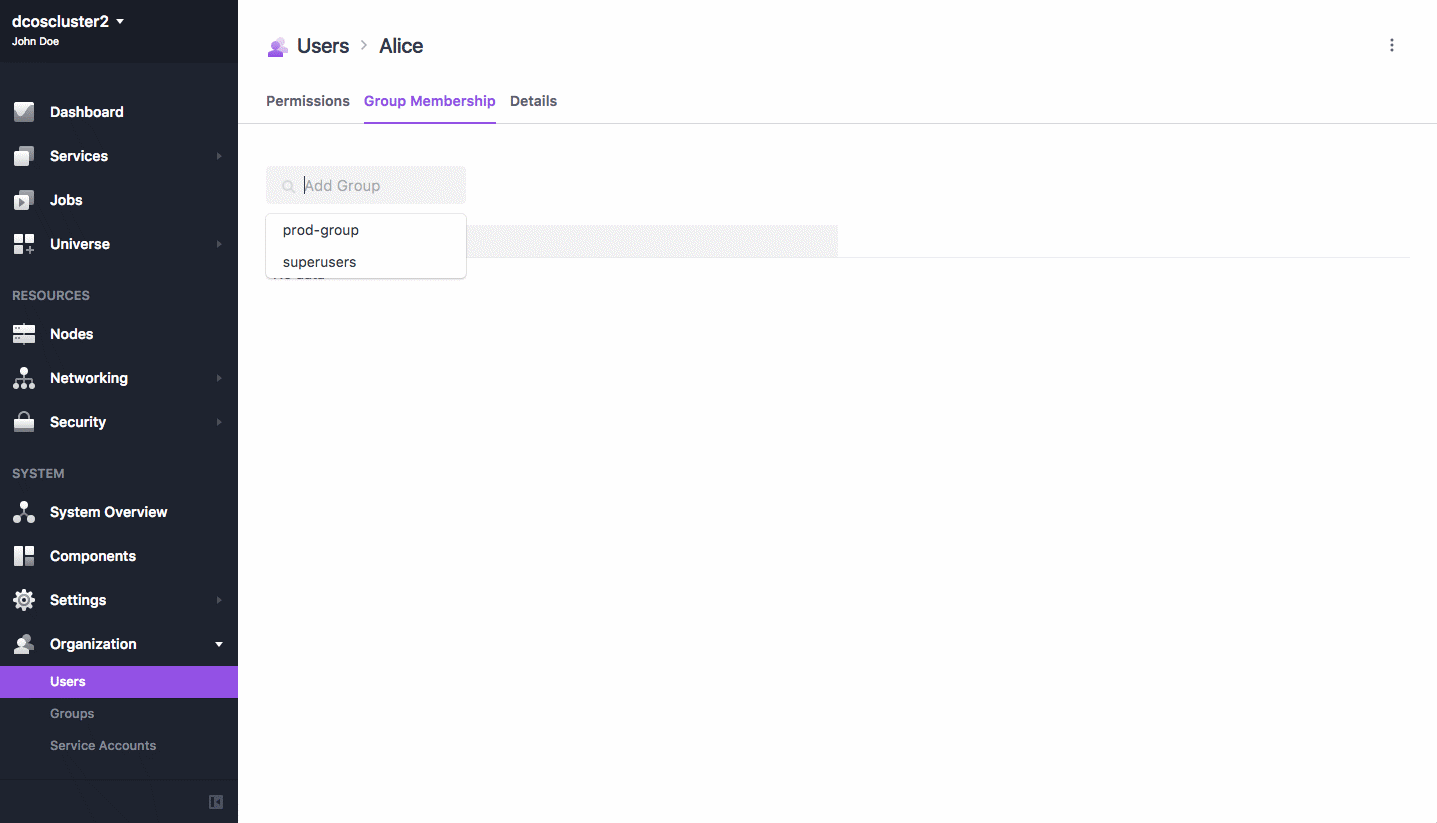 dcoscluster2
John Doe
Dashboard
Services
Jobs
Universe
RESOURCES
Nodes
Networking
Security
SYSTEM
System Overview
Components
Settings
Organization
Users
Groups
Service Accounts
Users > Alice
Permissions Group Membership Details
Add Group
prod-group
superusers